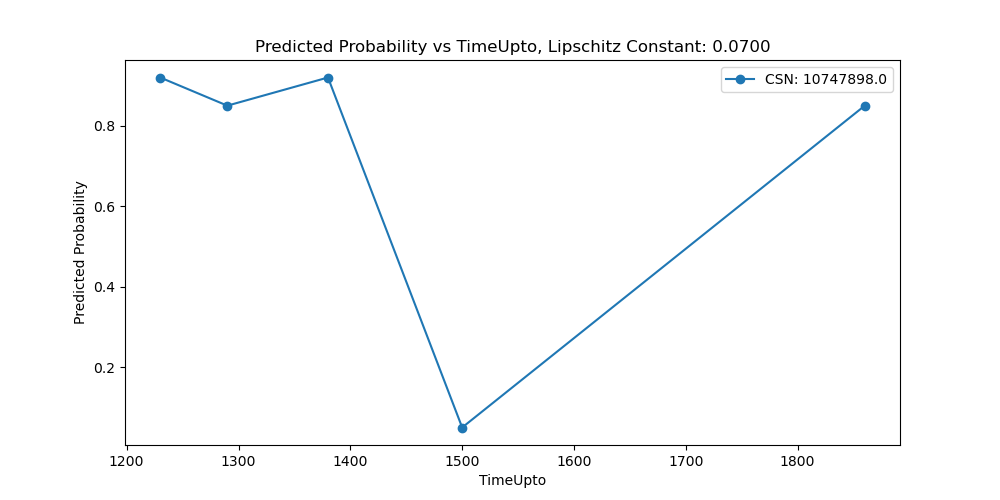 Predicted Probability vs TimeUpto, Lipschitz Constant: 0.0700
CSN: 10747898.0
Predicted Probability
0.8
0.6
0.4
0.2
1200 1300 1400 1500 1600 1700 1800
TimeUpto